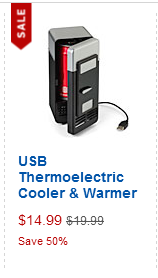 SALE
USB
Thermoelectric
Cooler & Warmer
$14.99 $19.99
Save 50%